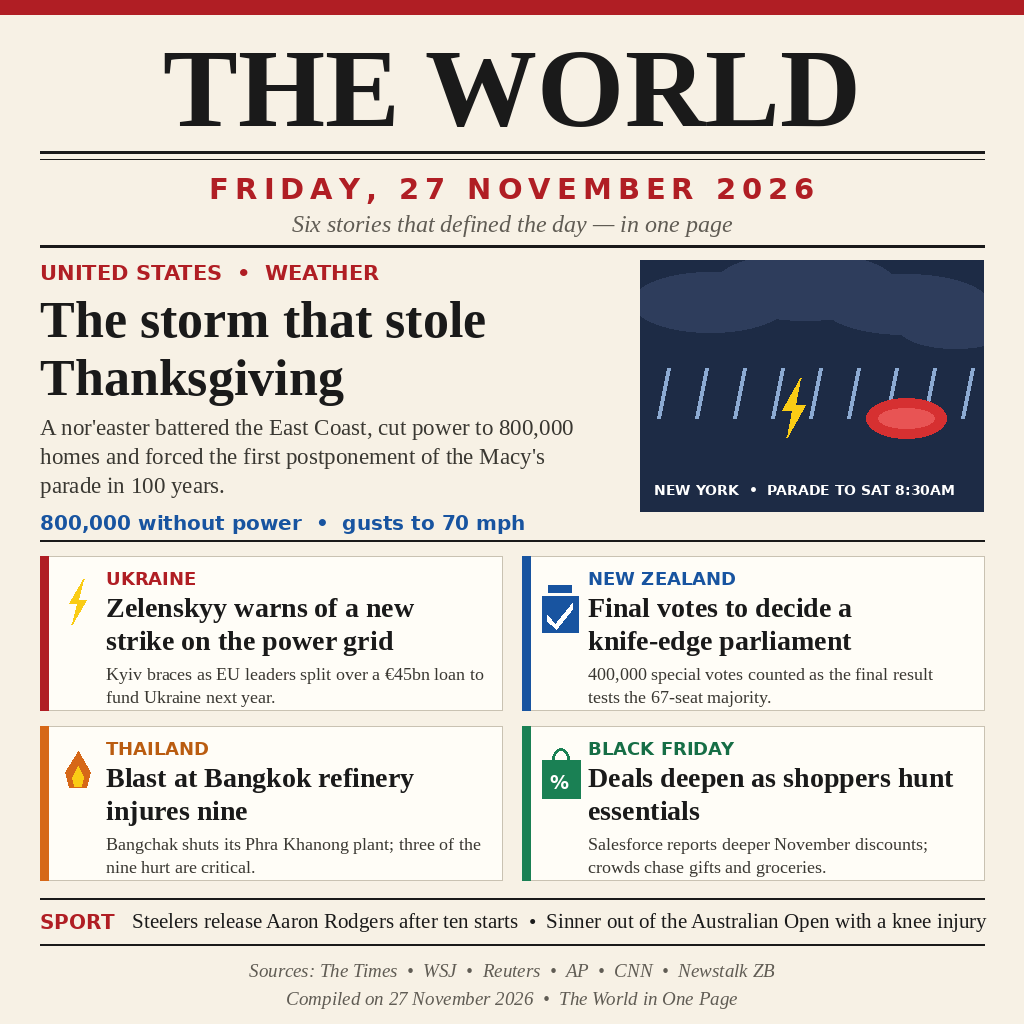 THE WORLD
FRIDAY, 27 NOVEMBER 2026
Six stories that defined the day — in one page
UNITED STATES • WEATHER
The storm that stole
Thanksgiving
A nor'easter battered the East Coast, cut power to 800,000
homes and forced the first postponement of the Macy's
parade in 100 years.
800,000 without power • gusts to 70 mph
NEW YORK • PARADE TO SAT 8:30AM
UKRAINE
Zelenskyy warns of a new
strike on the power grid
Kyiv braces as EU leaders split over a €45bn loan to
fund Ukraine next year.
NEW ZEALAND
Final votes to decide a
knife-edge parliament
400,000 special votes counted as the final result
tests the 67-seat majority.
THAILAND
Blast at Bangkok refinery
injures nine
Bangchak shuts its Phra Khanong plant; three of the
nine hurt are critical.
%
BLACK FRIDAY
Deals deepen as shoppers hunt
essentials
Salesforce reports deeper November discounts;
crowds chase gifts and groceries.
SPORT Steelers release Aaron Rodgers after ten starts • Sinner out of the Australian Open with a knee injury
Sources: The Times • WSJ • Reuters • AP • CNN • Newstalk ZB
Compiled on 27 November 2026 • The World in One Page